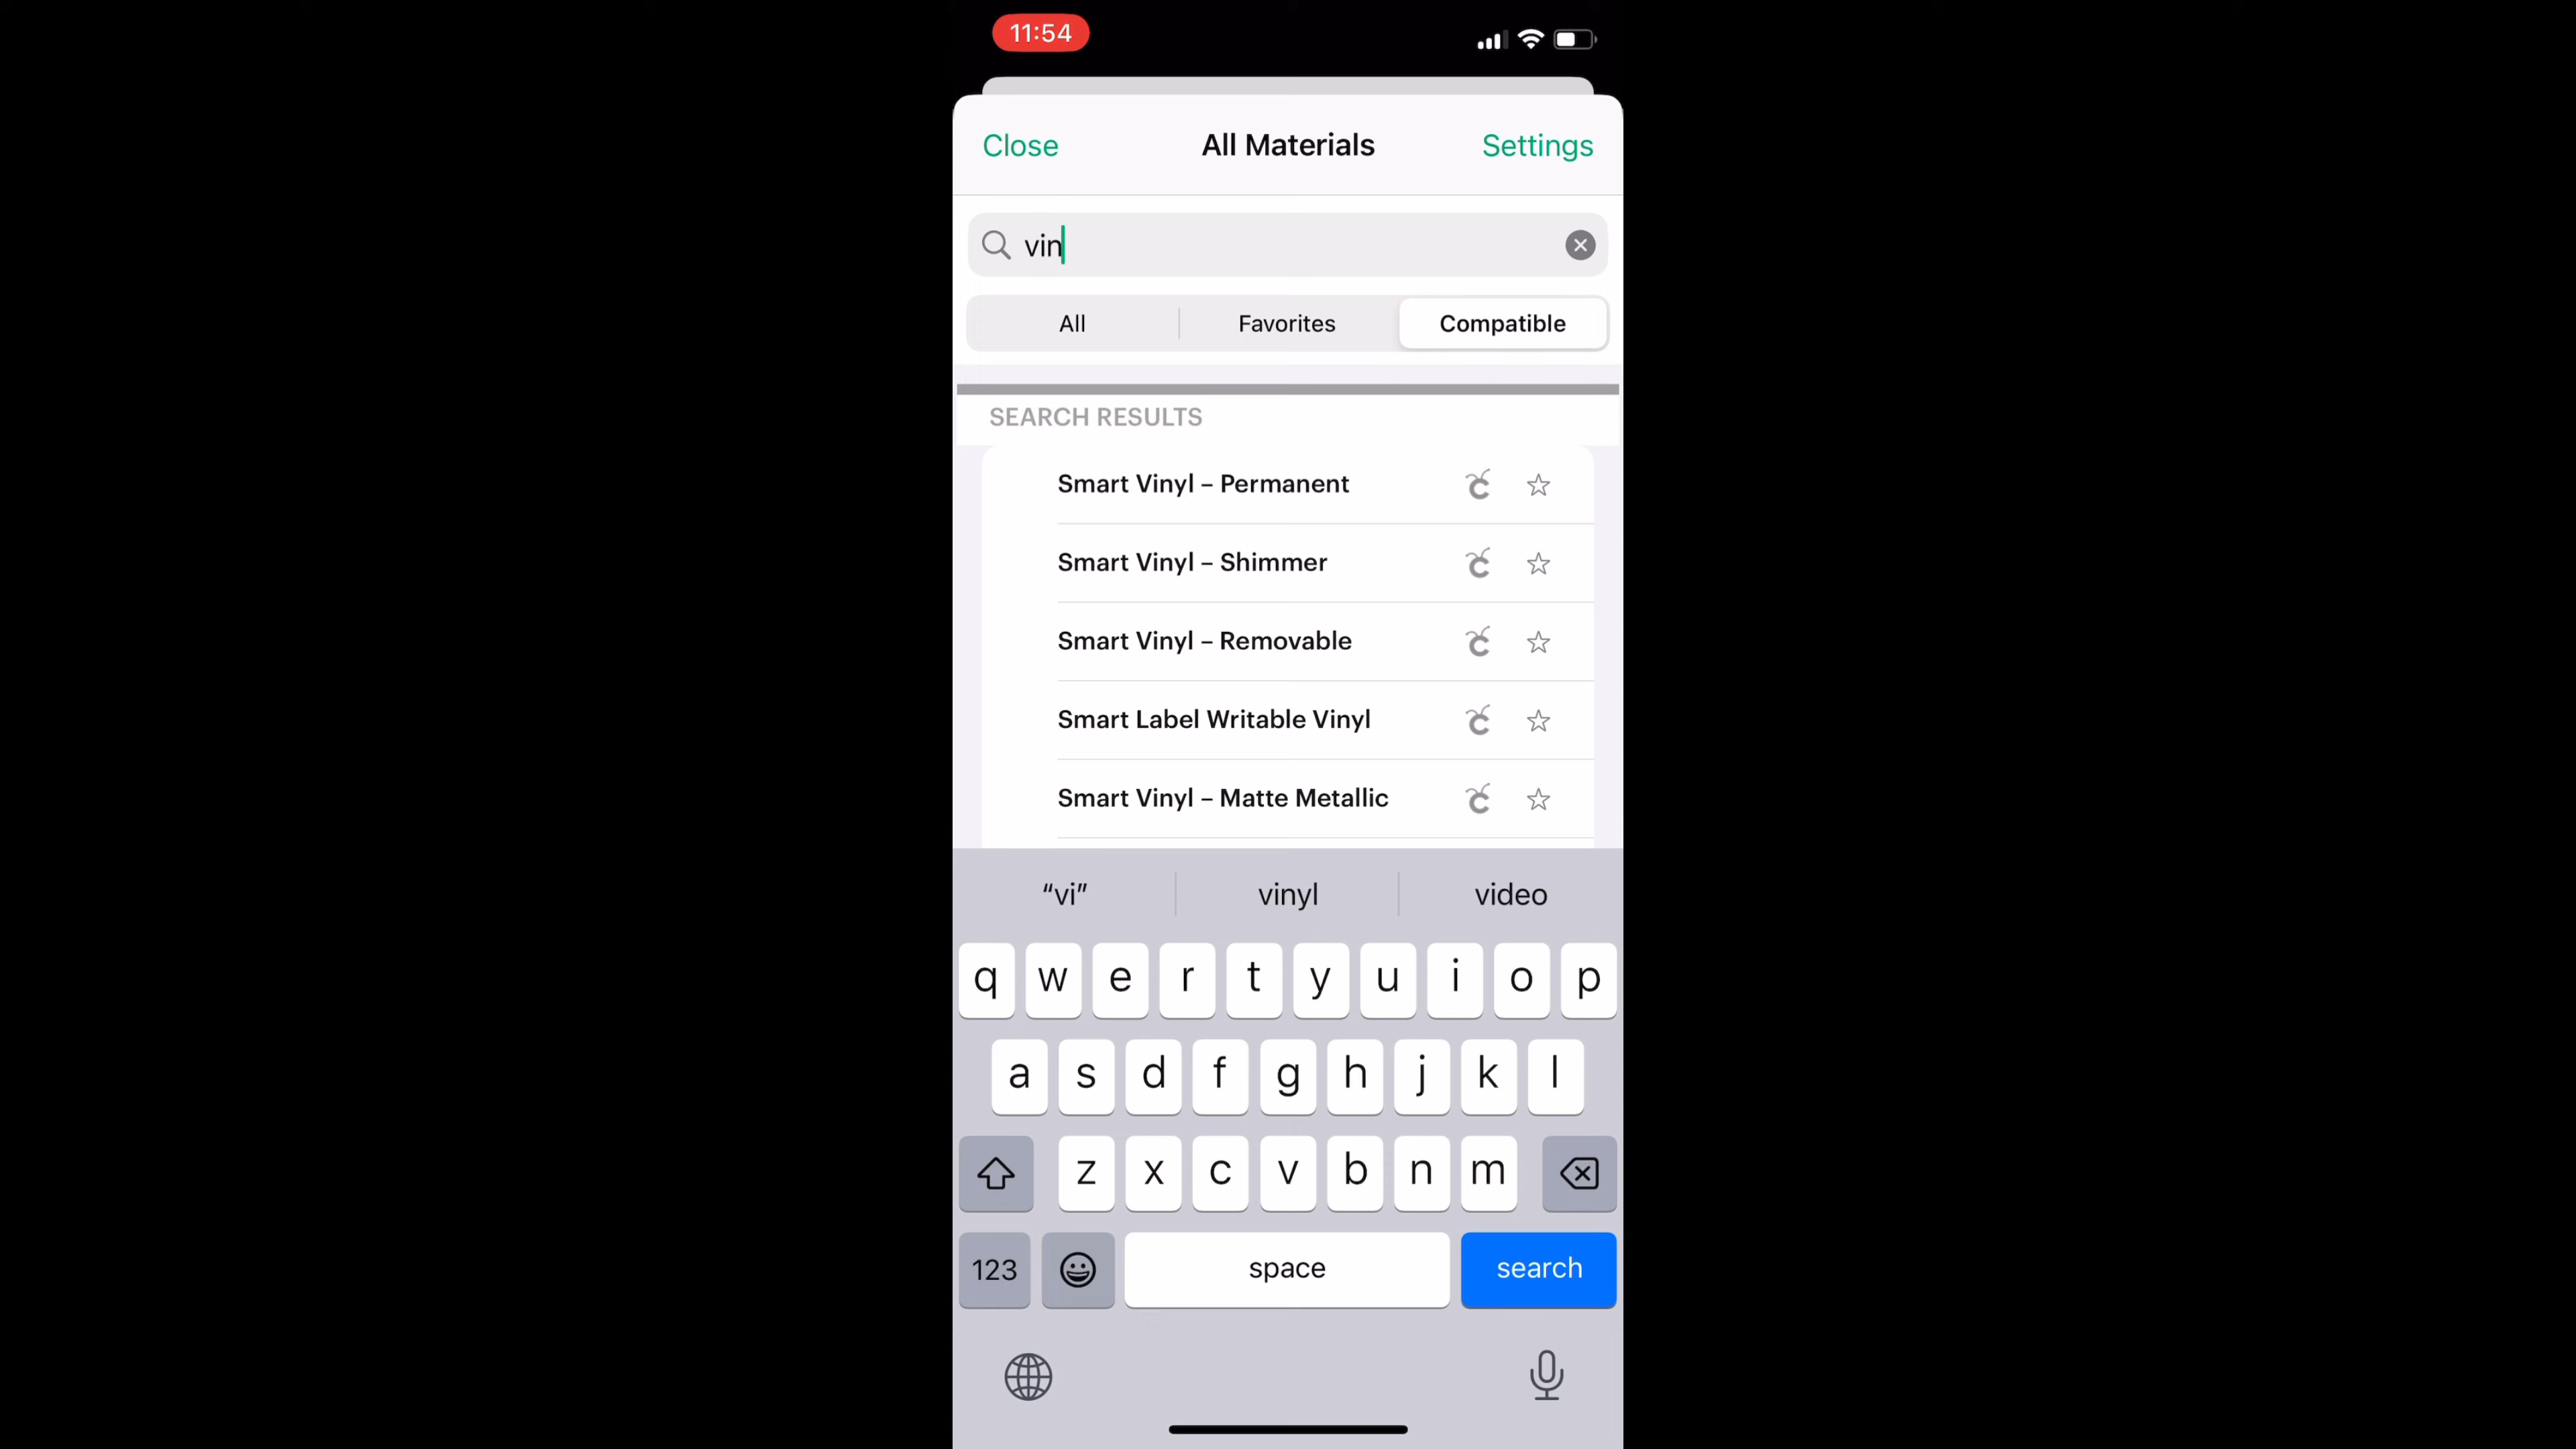 11:54
Close All Materials Settings
vin
All Favorites Compatible
SEARCH RESULTS
Smart Vinyl – Permanent
Smart Vinyl – Shimmer
Smart Vinyl – Removable
Smart Label Writable Vinyl
Smart Vinyl – Matte Metallic
“vi” vinyl video
q w e r t y u i o p
a s d f g h j k l
z x c v b n m
123 space search